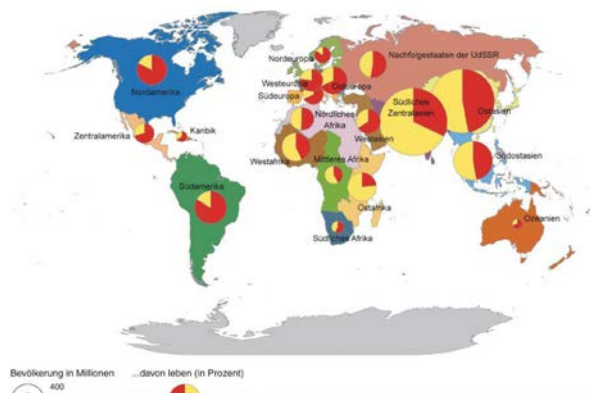 Nordeuropa
Nachfolgestaaten der UdSSR
Nordamerika
Westeuropa
Osteuropa
Südeuropa
Südliches
Zentralasien
Ostasien
Nördliches
Afrika
Westasien
Zentralamerika
Karibik
Westafrika
Mittleres Afrika
Südostasien
Südamerika
Ostafrika
Ozeanien
Südliches Afrika
Bevölkerung in Millionen
...davon leben (in Prozent)
400